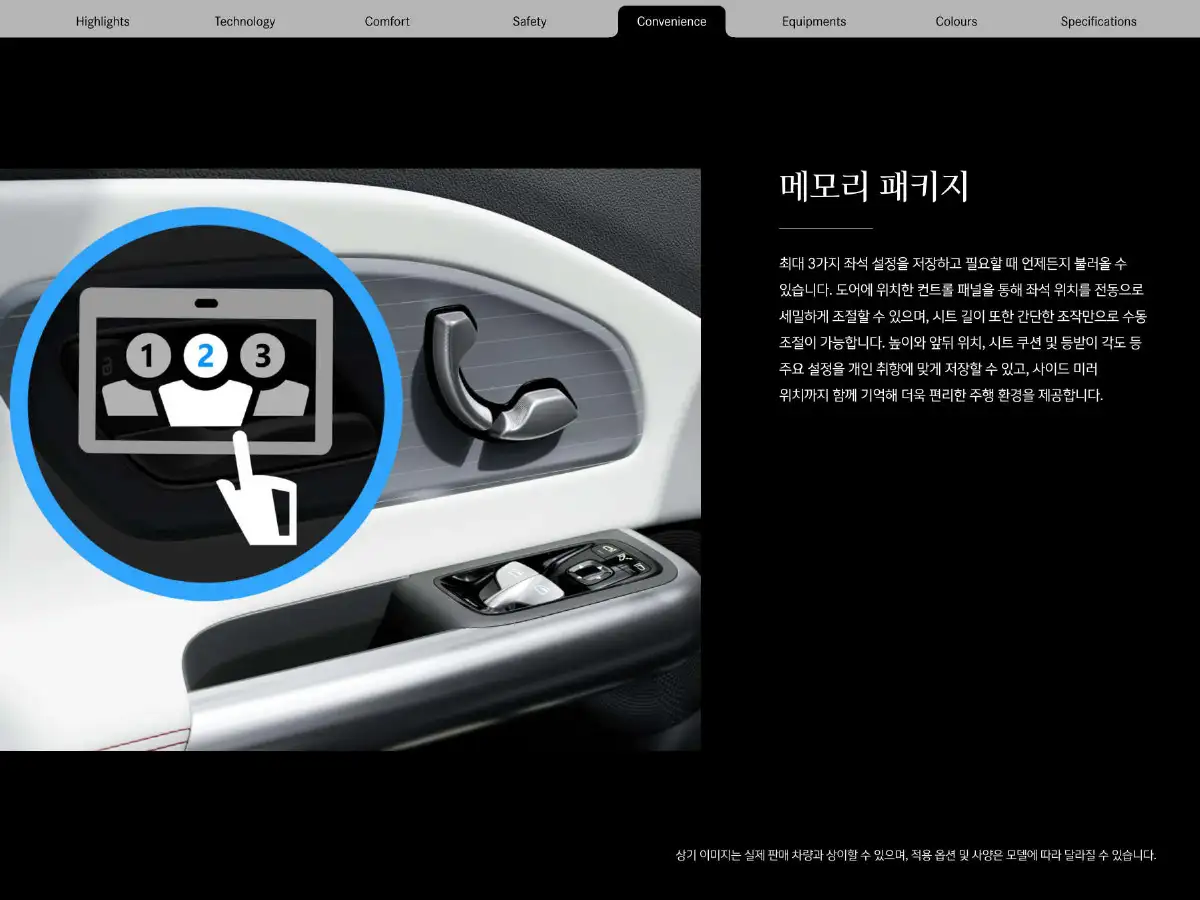 Highlights
Technology
Comfort
Safety
Convenience
Equipments
Colours
Specifications
메모리 패키지
최대 3가지 좌석 설정을 저장하고 필요할 때 언제든지 불러올 수
있습니다. 도어에 위치한 컨트롤 패널을 통해 좌석 위치를 전동으로
세밀하게 조절할 수 있으며, 시트 길이 또한 간단한 조작만으로 수동
조절이 가능합니다. 높이와 앞뒤 위치, 시트 쿠션 및 등받이 각도 등
주요 설정을 개인 취향에 맞게 저장할 수 있고, 사이드 미러
위치까지 함께 기억해 더욱 편리한 주행 환경을 제공합니다.
1 2 3
상기 이미지는 실제 판매 차량과 상이할 수 있으며, 적용 옵션 및 사양은 모델에 따라 달라질 수 있습니다.